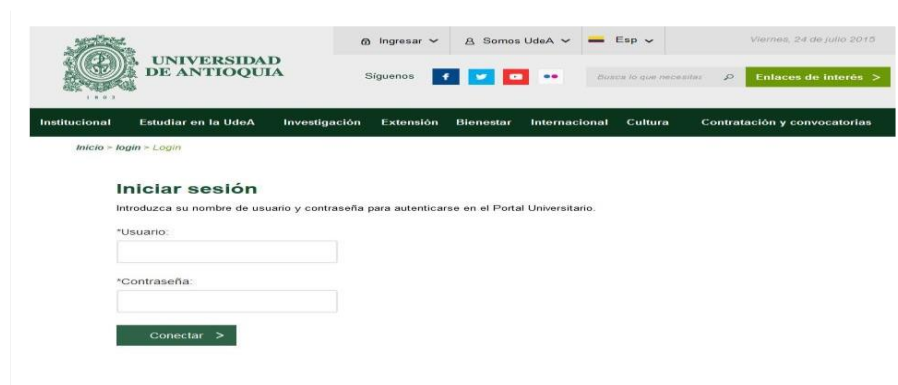 Ingresar Somos UdeA Esp Viernes, 24 de julio 2015
UNIVERSIDAD
DE ANTIOQUIA
1803
Síguenos Busca lo que necesitas Enlaces de interés >
Institucional Estudiar en la UdeA Investigación Extensión Bienestar Internacional Cultura Contratación y convocatorias
Inicio > login > Login
Iniciar sesión
Introduzca su nombre de usuario y contraseña para autenticarse en el Portal Universitario.
*Usuario:
*Contraseña:
Conectar >